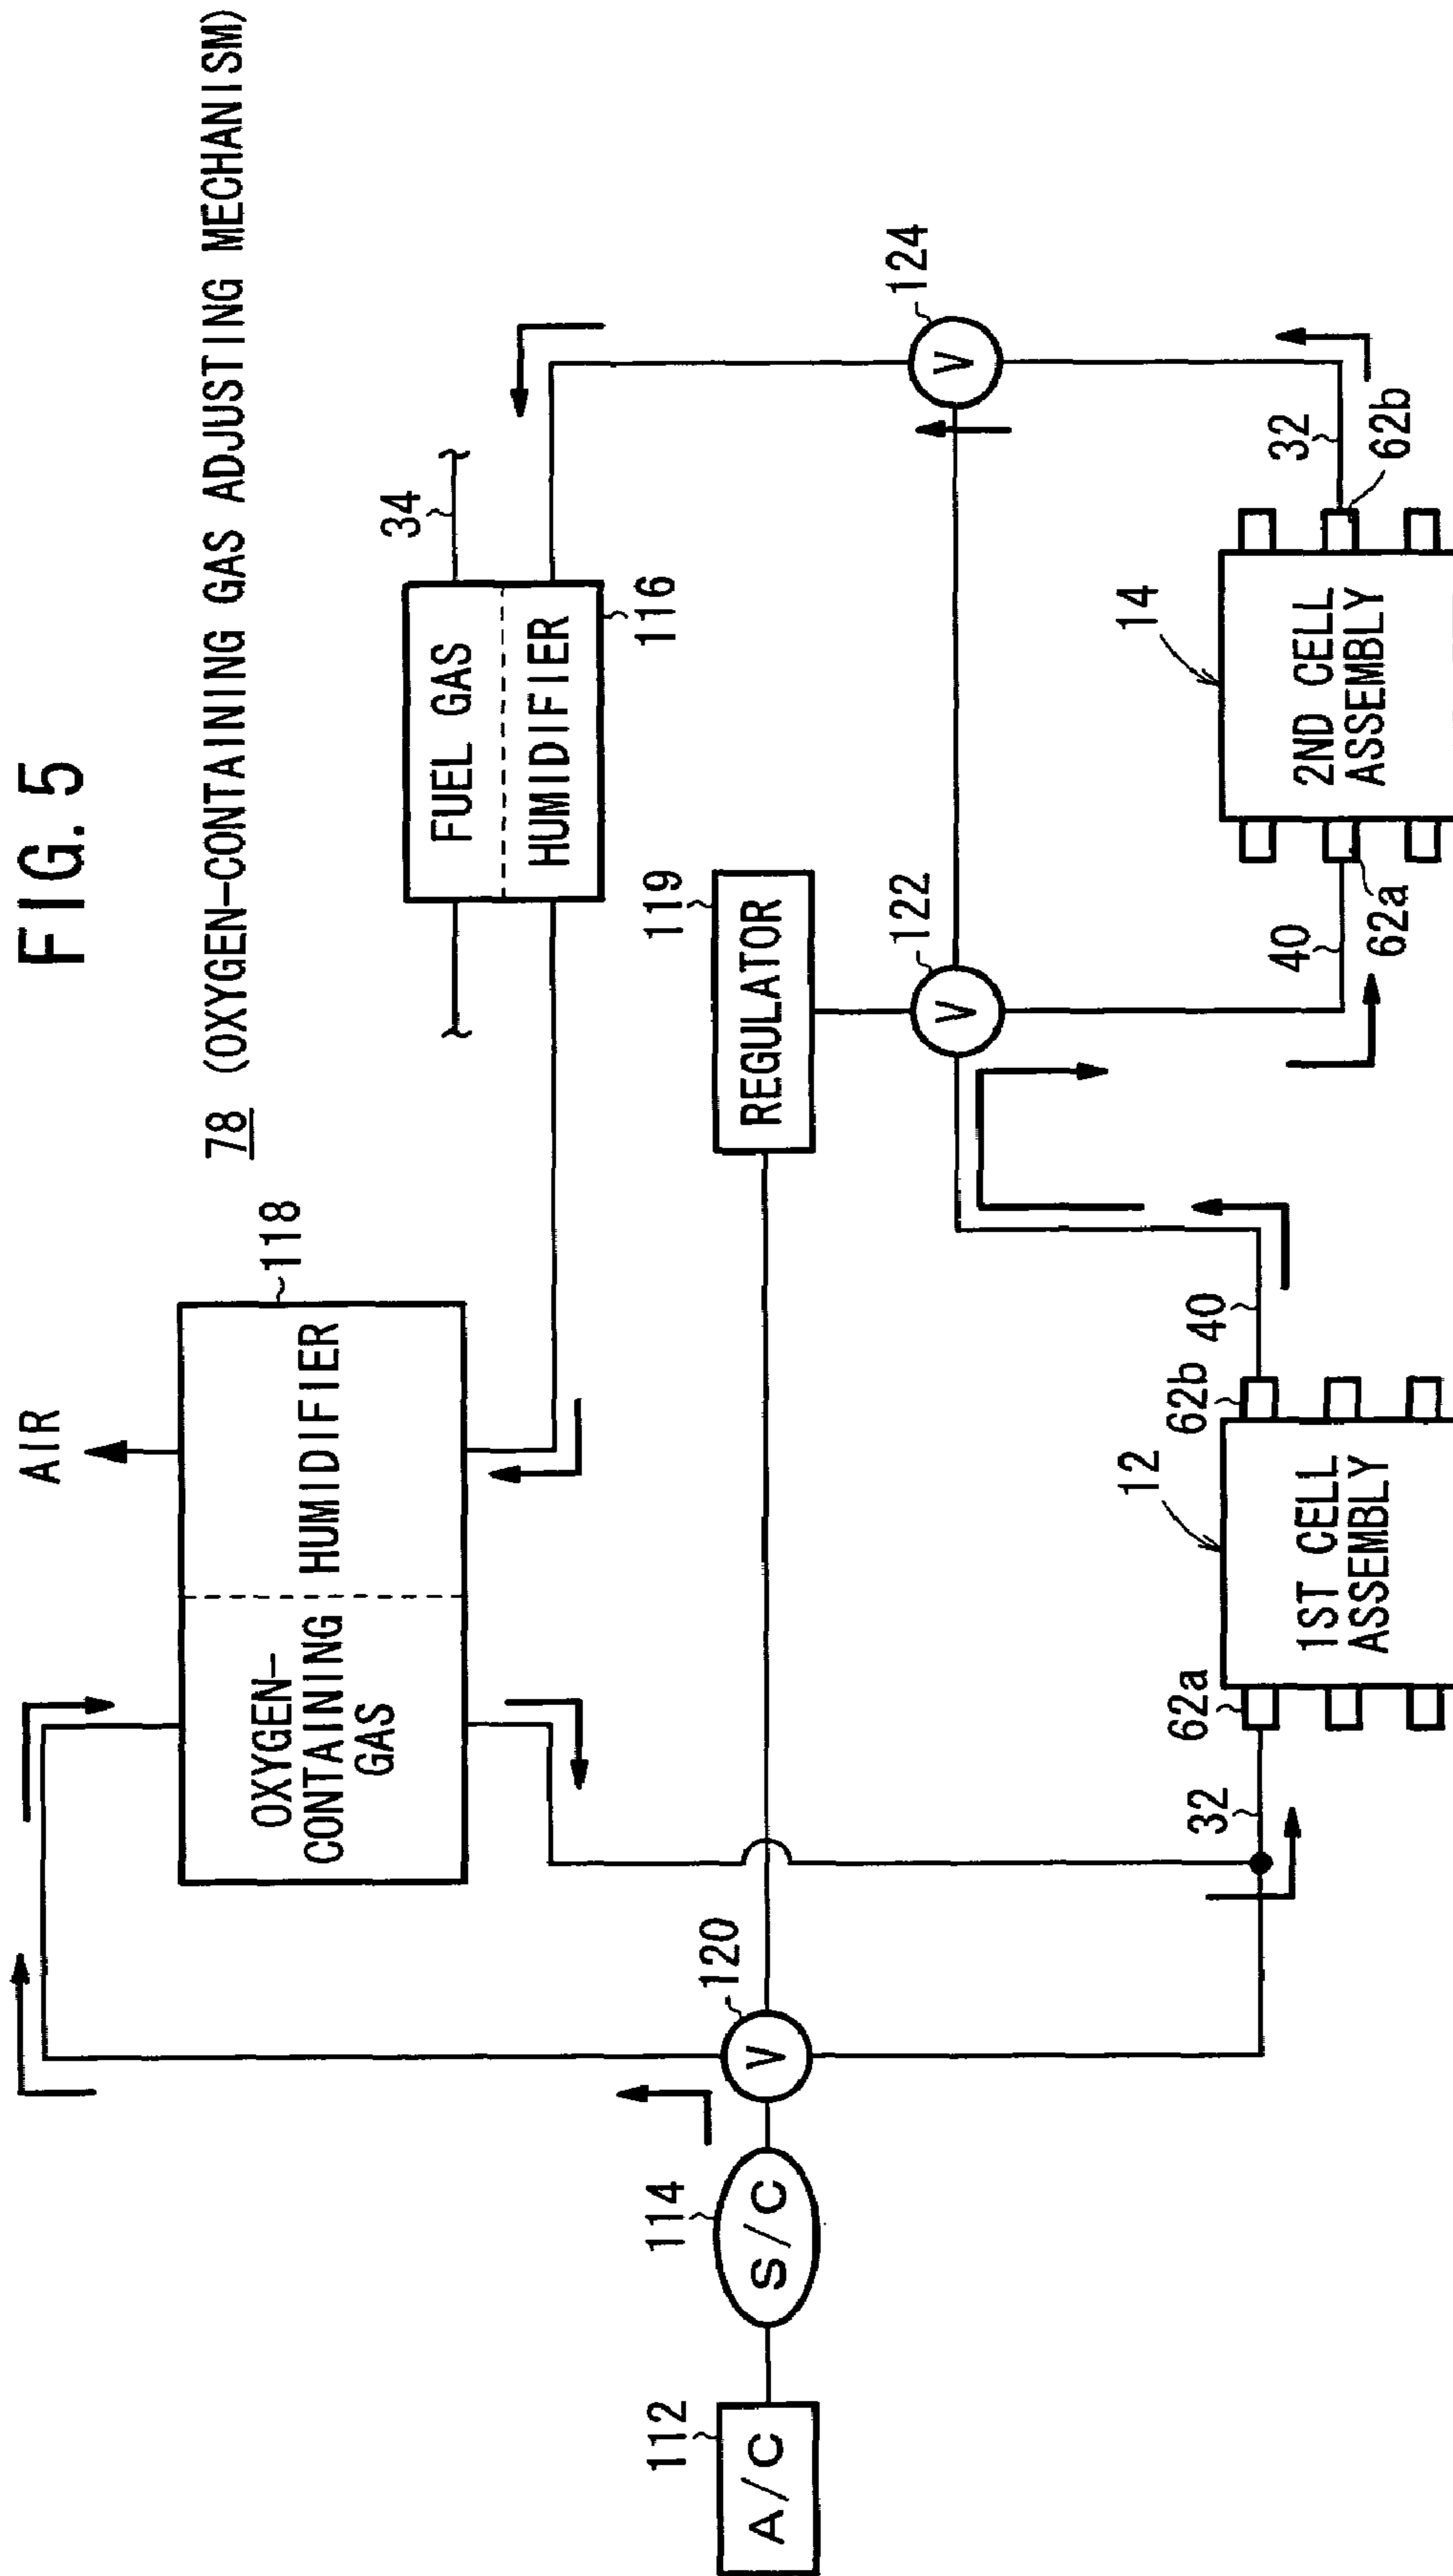 FIG. 5
78 (OXYGEN-CONTAINING GAS ADJUSTING MECHANISM)
AIR
118
OXYGEN-
CONTAINING
GAS
HUMIDIFIER
34
FUEL GAS
HUMIDIFIER
116
112
A/C
114
S/C
120
V
119
REGULATOR
122
V
124
V
32
62a
12
1ST CELL
ASSEMBLY
62b
40
40
62a
14
2ND CELL
ASSEMBLY
32
62b